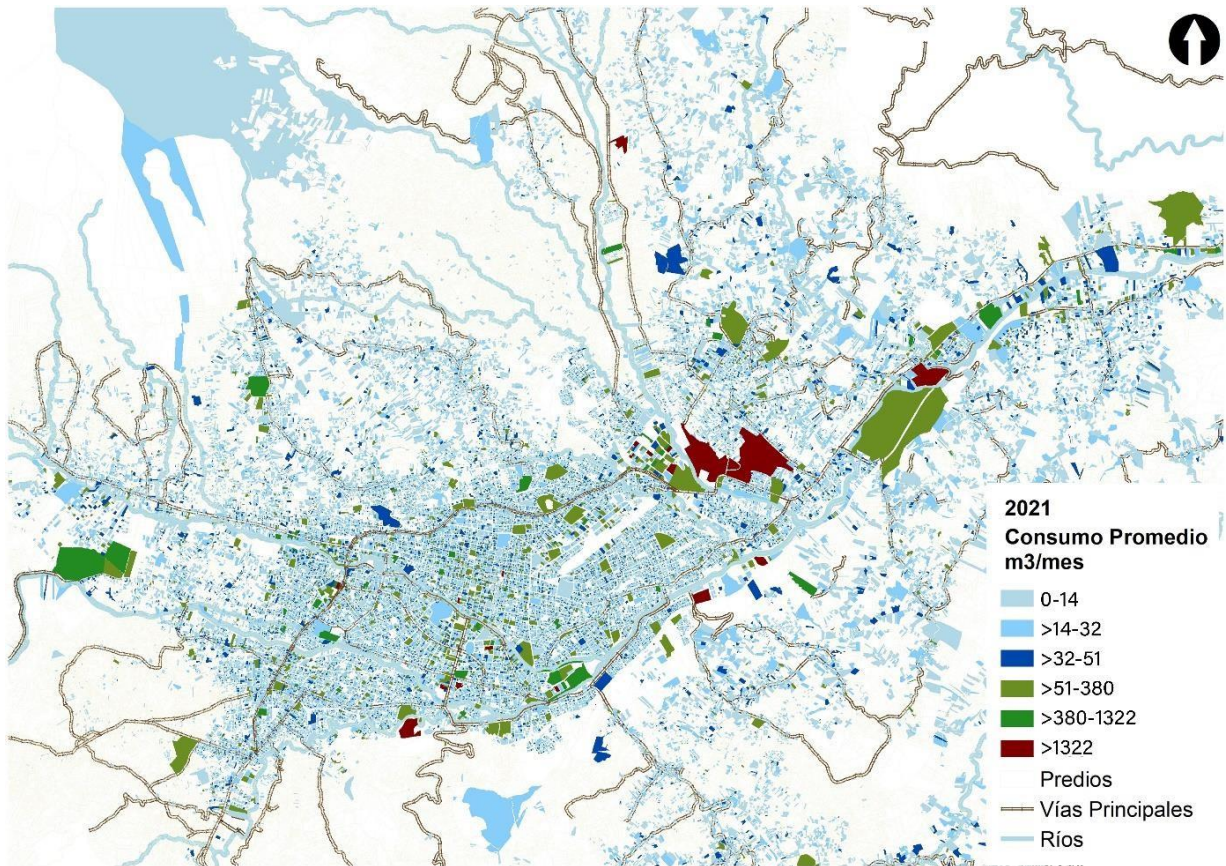 2021
Consumo Promedio
m3/mes
0-14
>14-32
>32-51
>51-380
>380-1322
>1322
Predios
Vías Principales
Ríos